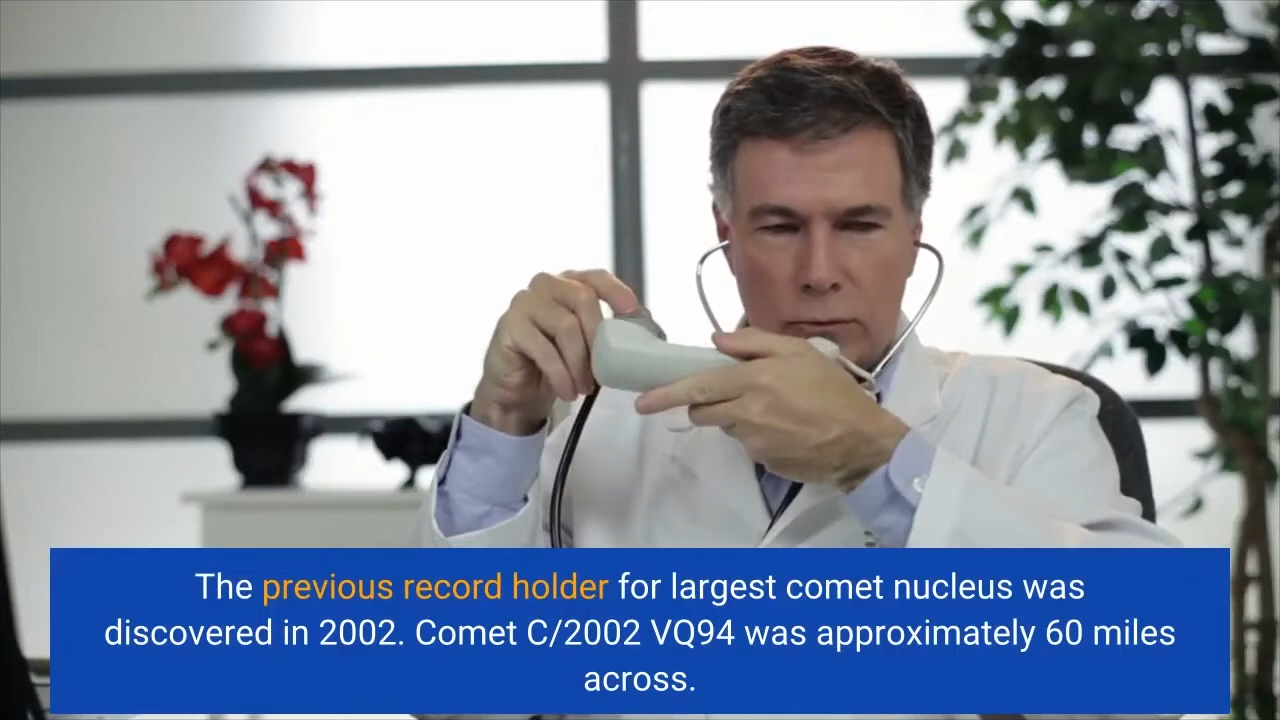 The previous record holder for largest comet nucleus was
discovered in 2002. Comet C/2002 VQ94 was approximately 60 miles
across.